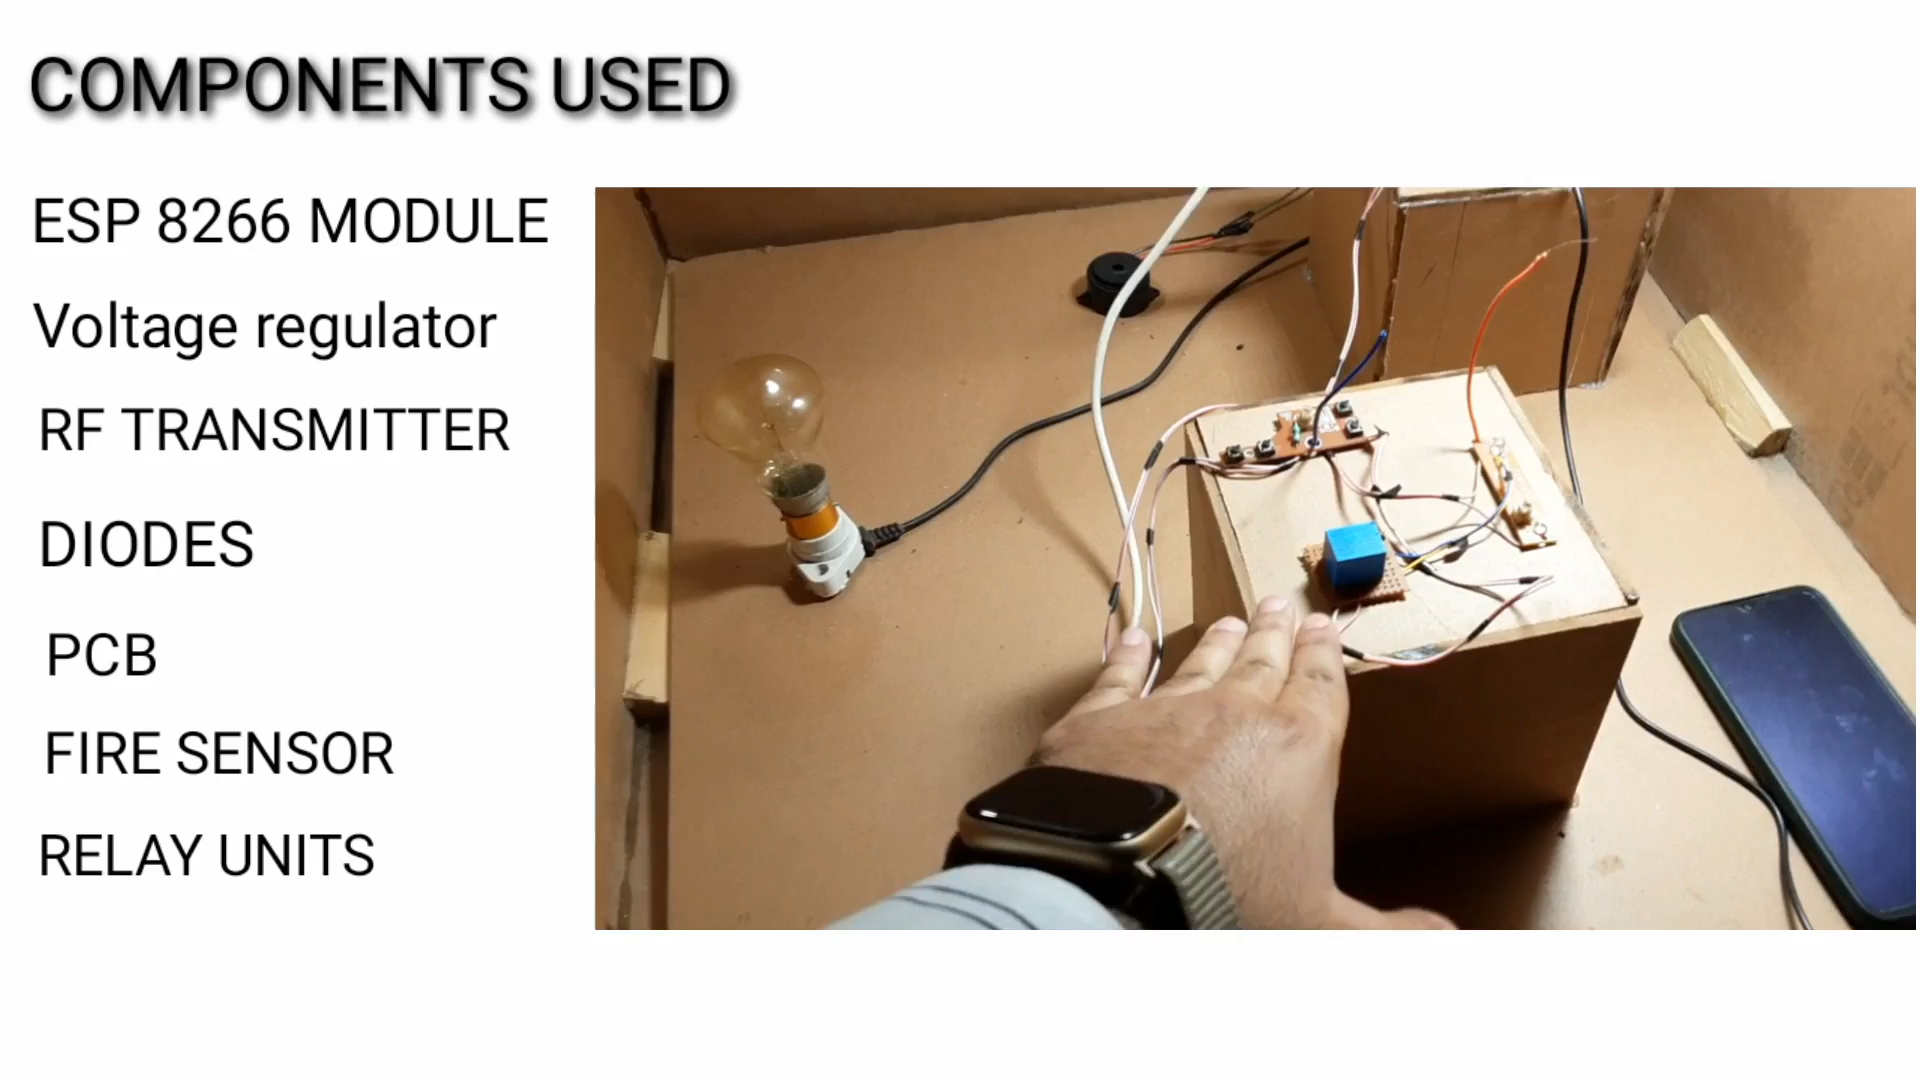 COMPONENTS USED
ESP 8266 MODULE
Voltage regulator
RF TRANSMITTER
DIODES
PCB
FIRE SENSOR
RELAY UNITS